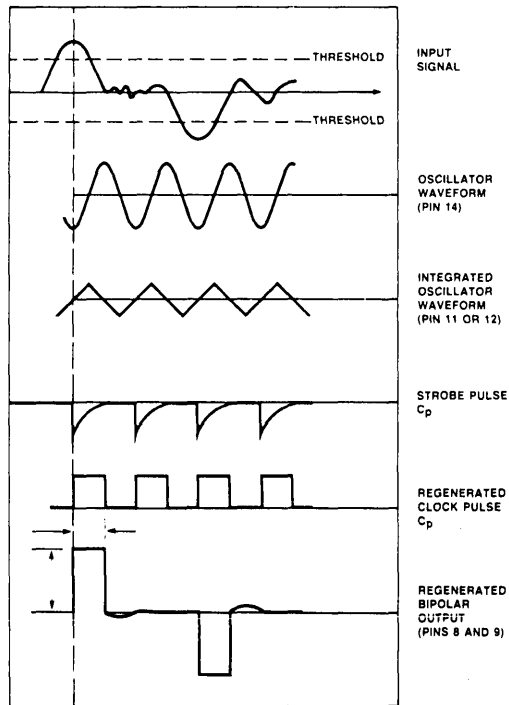 THRESHOLD
INPUT
SIGNAL
THRESHOLD
OSCILLATOR
WAVEFORM
(PIN 14)
INTEGRATED
OSCILLATOR
WAVEFORM
(PIN 11 OR 12)
STROBE PULSE
Cp
REGENERATED
CLOCK PULSE
Cp
REGENERATED
BIPOLAR
OUTPUT
(PINS 8 AND 9)